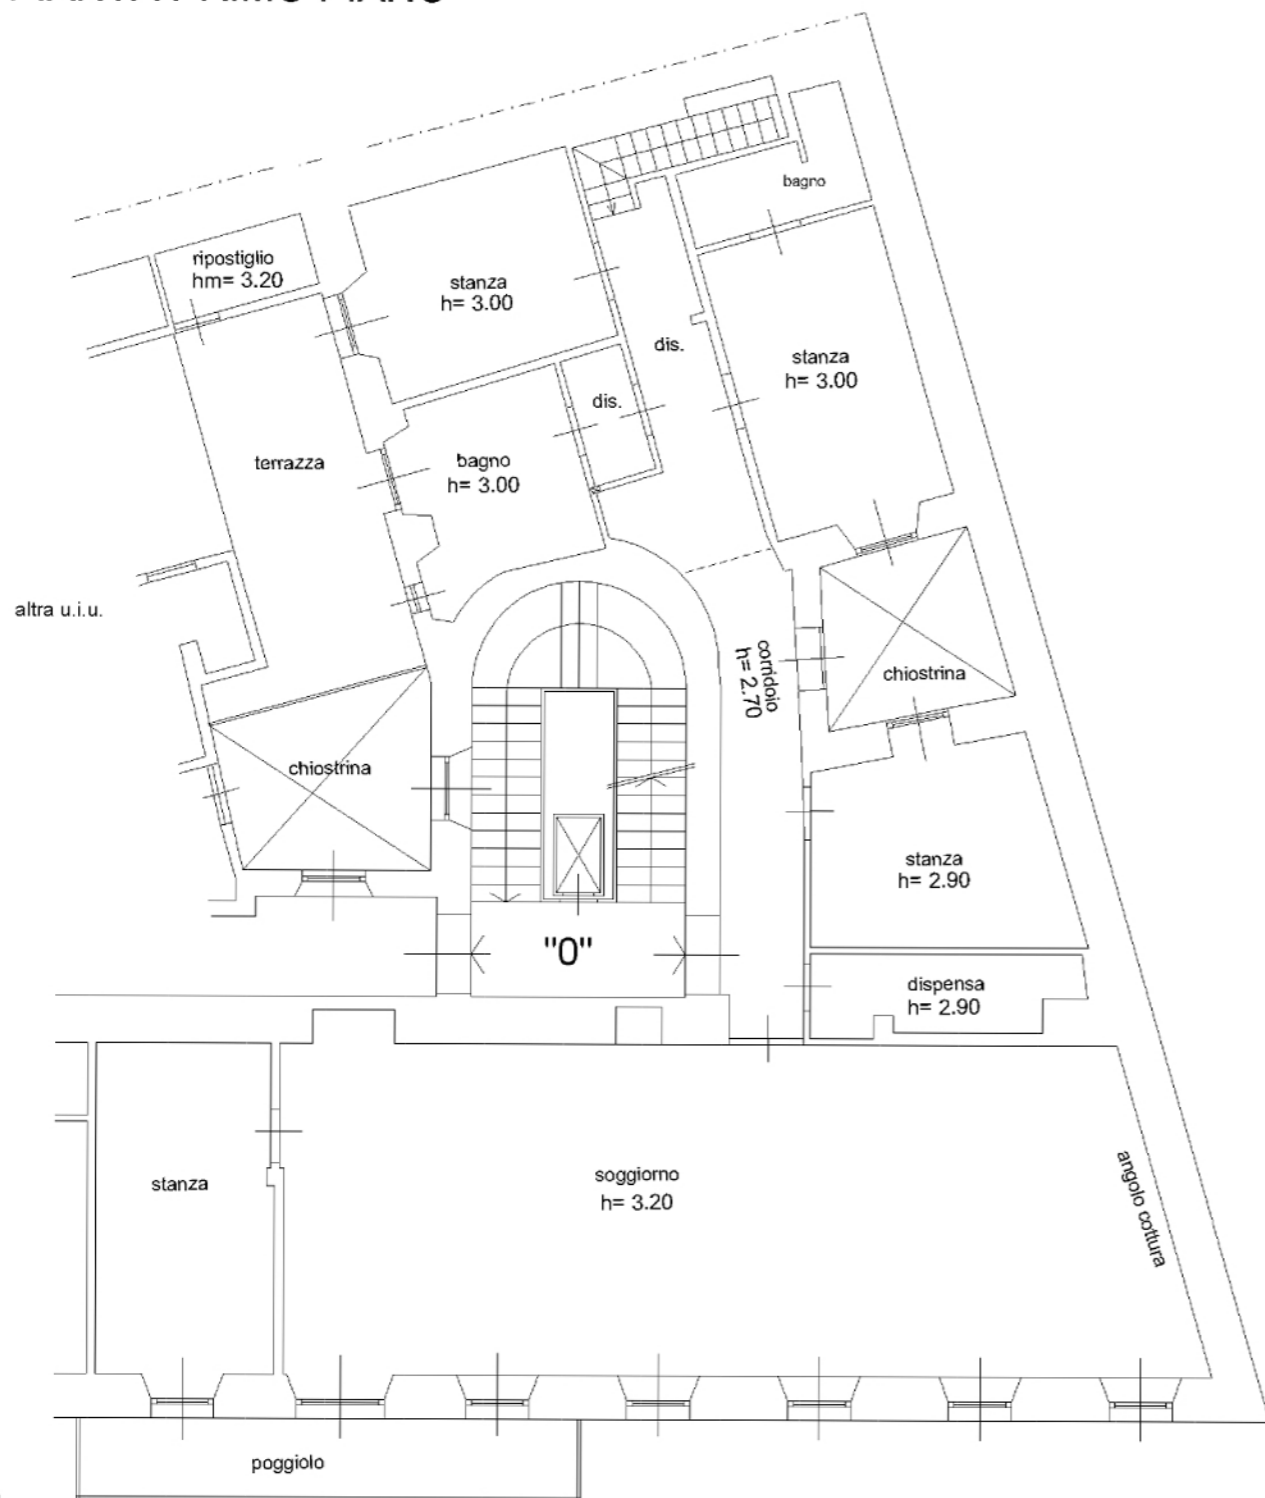 PIANO
bagno
ripostiglio
hm= 3.20
stanza
h= 3.00
dis.
stanza
h= 3.00
dis.
terrazza
bagno
h= 3.00
altra u.i.u.
corridoio
h= 2.70
chiostrina
chiostrina
stanza
h= 2.90
"0"
dispensa
h= 2.90
stanza
soggiorno
h= 3.20
angolo cottura
poggiolo